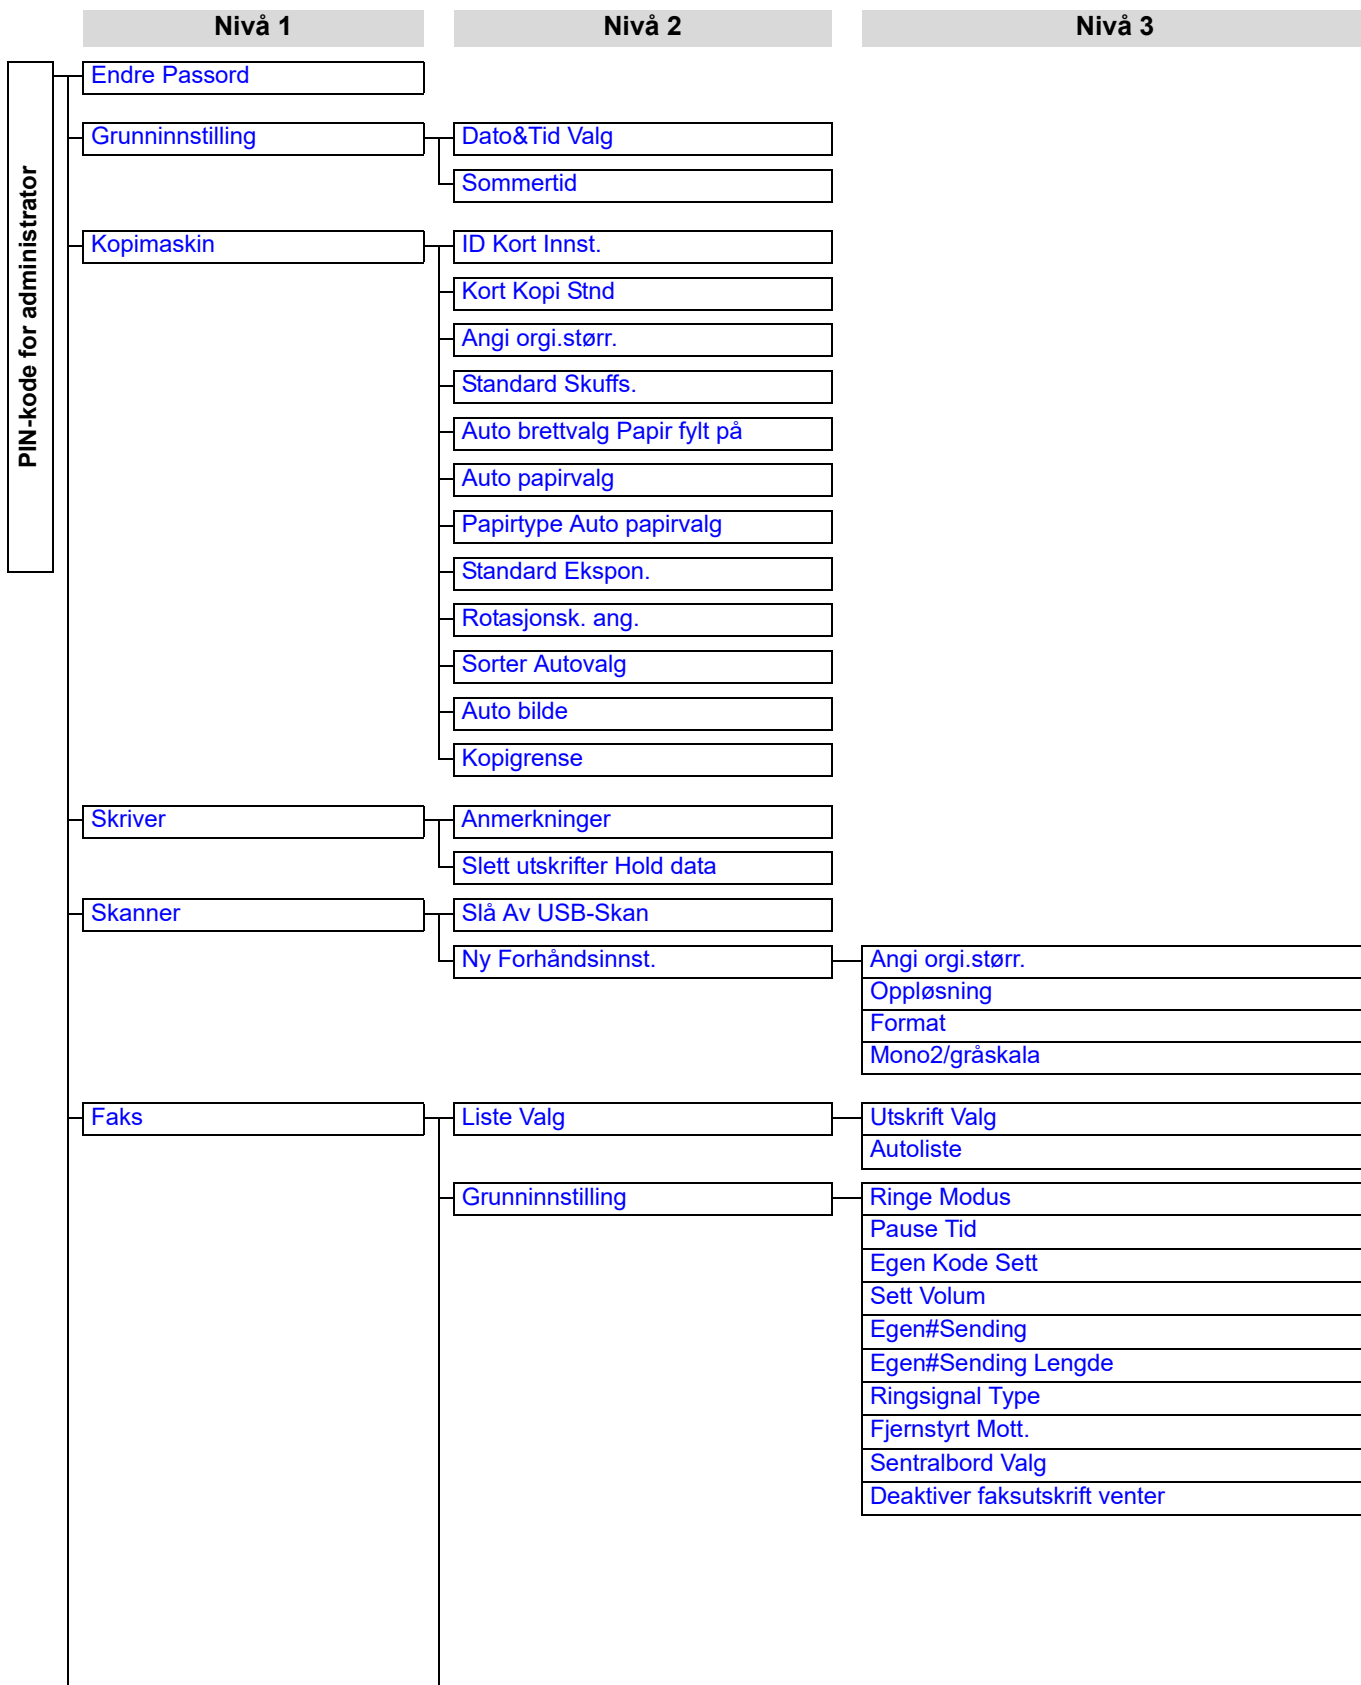 Nivå 1
Nivå 2
Nivå 3
PIN-kode for administrator
Endre Passord
Grunninnstilling
Dato&Tid Valg
Sommertid
Kopimaskin
ID Kort Innst.
Kort Kopi Stnd
Angi orgi.størr.
Standard Skuffs.
Auto brettvalg Papir fylt på
Auto papirvalg
Papirtype Auto papirvalg
Standard Ekspon.
Rotasjonsk. ang.
Sorter Autovalg
Auto bilde
Kopigrense
Skriver
Anmerkninger
Slett utskrifter Hold data
Skanner
Slå Av USB-Skan
Ny Forhåndsinnst.
Angi orgi.størr.
Oppløsning
Format
Mono2/gråskala
Faks
Liste Valg
Utskrift Valg
Autoliste
Grunninnstilling
Ringe Modus
Pause Tid
Egen Kode Sett
Sett Volum
Egen#Sending
Egen#Sending Lengde
Ringsignal Type
Fjernstyrt Mott.
Sentralbord Valg
Deaktiver faksutskrift venter